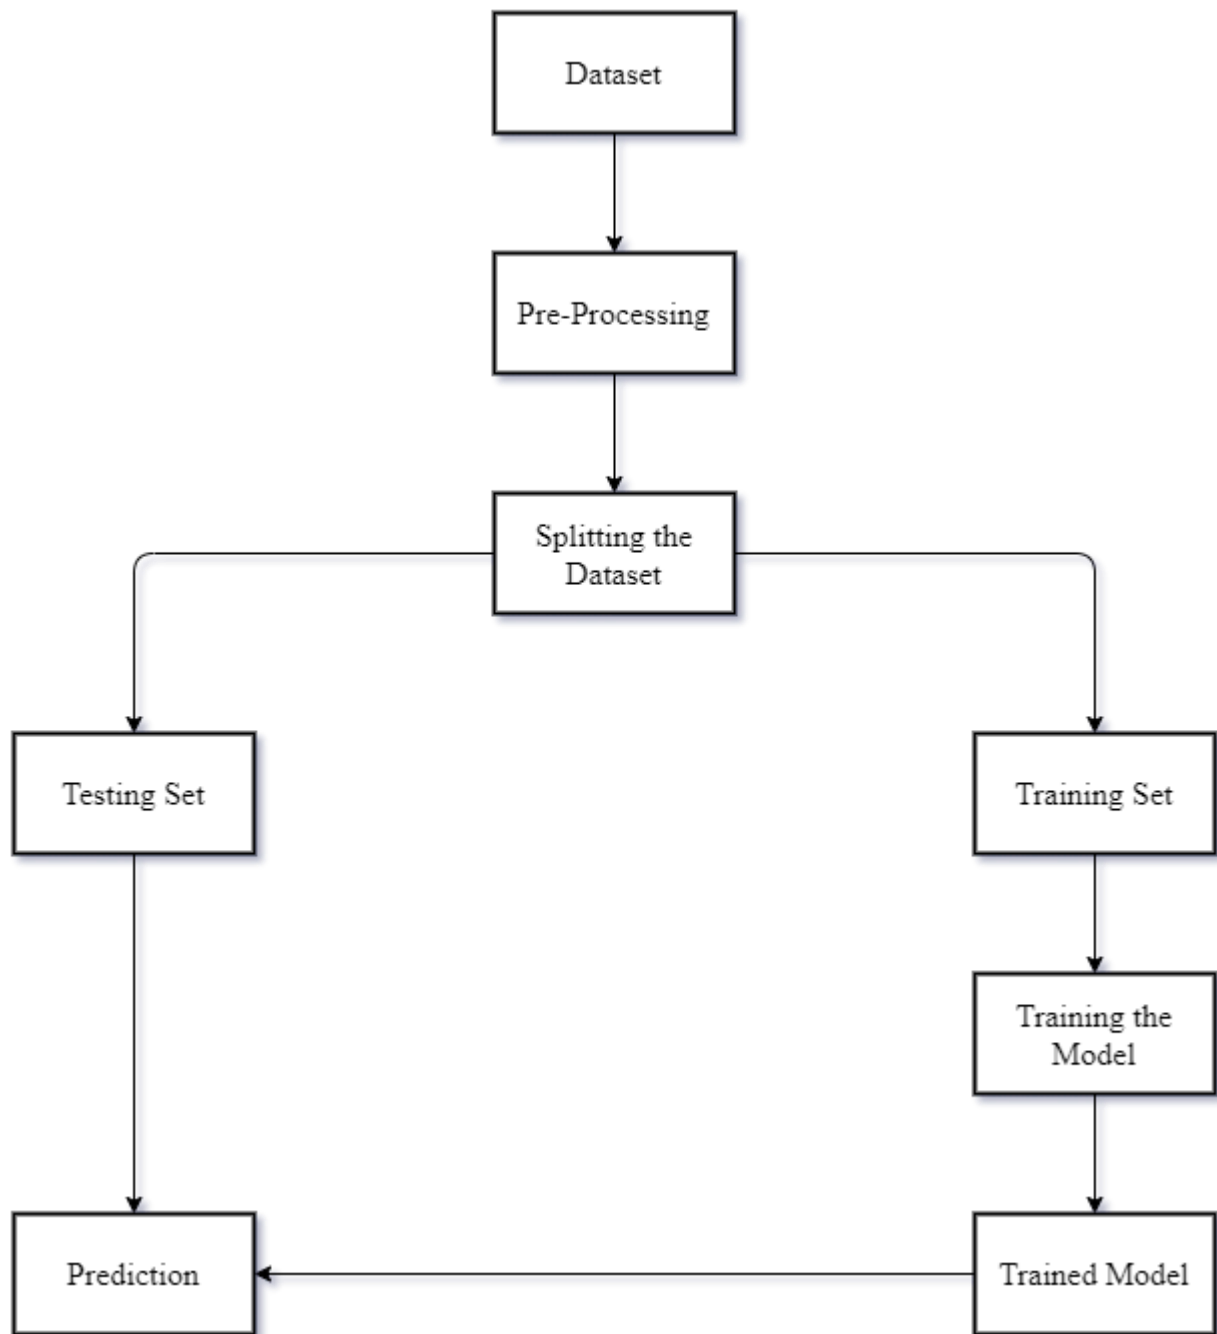 Dataset
Pre-Processing
Splitting the
Dataset
Testing Set
Training Set
Training the
Model
Prediction
Trained Model